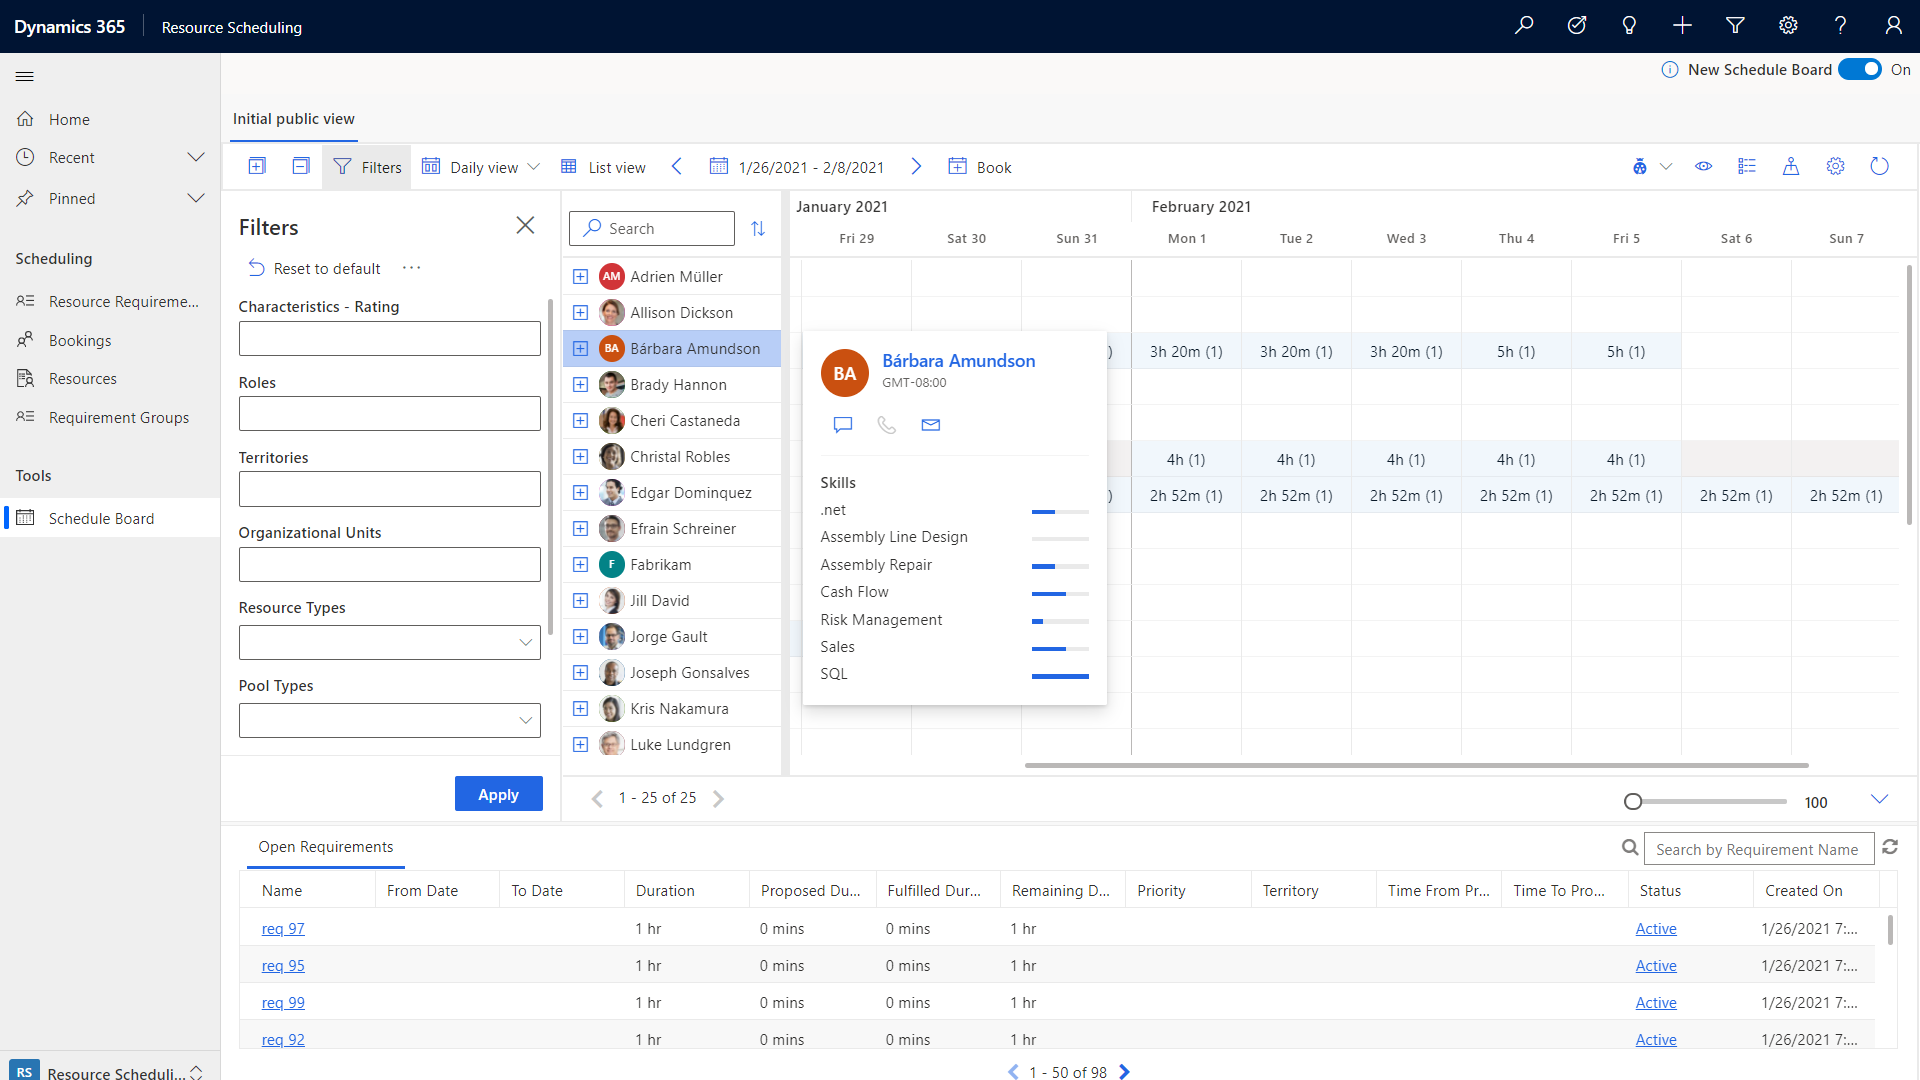 Dynamics 365
Resource Scheduling
New Schedule Board On
Home
Recent
Pinned
Scheduling
Resource Requireme...
Bookings
Resources
Requirement Groups
Tools
Schedule Board
RS Resource Scheduli...
Initial public view
Filters Daily view List view 1/26/2021 - 2/8/2021 Book
Filters
Reset to default ...
Characteristics - Rating
Roles
Territories
Organizational Units
Resource Types
Pool Types
Apply
Search
AM Adrien Müller
Allison Dickson
BA Bárbara Amundson
Brady Hannon
Cheri Castaneda
Christal Robles
Edgar Dominquez
Efrain Schreiner
F Fabrikam
Jill David
Jorge Gault
Joseph Gonsalves
Kris Nakamura
Luke Lundgren
1 - 25 of 25
January 2021 February 2021
Fri 29 Sat 30 Sun 31 Mon 1 Tue 2 Wed 3 Thu 4 Fri 5 Sat 6 Sun 7
) 3h 20m (1) 3h 20m (1) 3h 20m (1) 5h (1) 5h (1)
4h (1) 4h (1) 4h (1) 4h (1) 4h (1)
) 2h 52m (1) 2h 52m (1) 2h 52m (1) 2h 52m (1) 2h 52m (1) 2h 52m (1) 2h 52m (1)
BA Bárbara Amundson
GMT-08:00
Skills
.net
Assembly Line Design
Assembly Repair
Cash Flow
Risk Management
Sales
SQL
100
Open Requirements
Search by Requirement Name
Name From Date To Date Duration Proposed Du... Fulfilled Dur... Remaining D... Priority Territory Time From Pr... Time To Pro... Status Created On
req 97 1 hr 0 mins 0 mins 1 hr Active 1/26/2021 7:...
req 95 1 hr 0 mins 0 mins 1 hr Active 1/26/2021 7:...
req 99 1 hr 0 mins 0 mins 1 hr Active 1/26/2021 7:...
req 92 1 hr 0 mins 0 mins 1 hr Active 1/26/2021 7:...
1 - 50 of 98